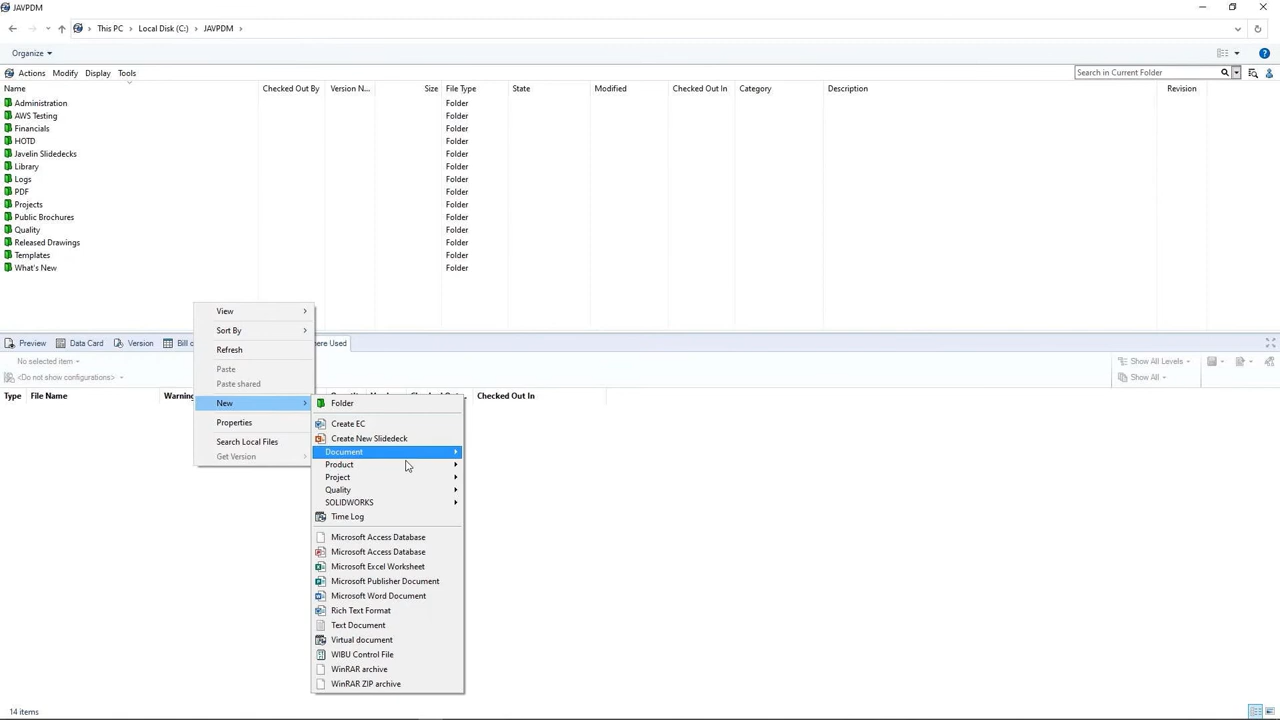 JAVPDM
This PC > Local Disk (C:) > JAVPDM >
Organize
Actions Modify Display Tools
Search in Current Folder
Name Checked Out By Version N... Size File Type State Modified Checked Out In Category Description Revision
Administration Folder
AWS Testing Folder
Financials Folder
HOTD Folder
Javelin Slidedecks Folder
Library Folder
Logs Folder
PDF Folder
Projects Folder
Public Brochures Folder
Quality Folder
Released Drawings Folder
Templates Folder
What's New Folder
View
Sort By
Refresh
Paste
Paste shared
New
Properties
Search Local Files
Get Version
Preview Data Card Version Bill Used
No selected item Show All Levels
<Do not show configurations> Show All
Type File Name Warning Checked Out In
Folder
Create EC
Create New Slidedeck
Document
Product
Project
Quality
SOLIDWORKS
Time Log
Microsoft Access Database
Microsoft Access Database
Microsoft Excel Worksheet
Microsoft Publisher Document
Microsoft Word Document
Rich Text Format
Text Document
Virtual document
WIBU Control File
WinRAR archive
WinRAR ZIP archive
14 items